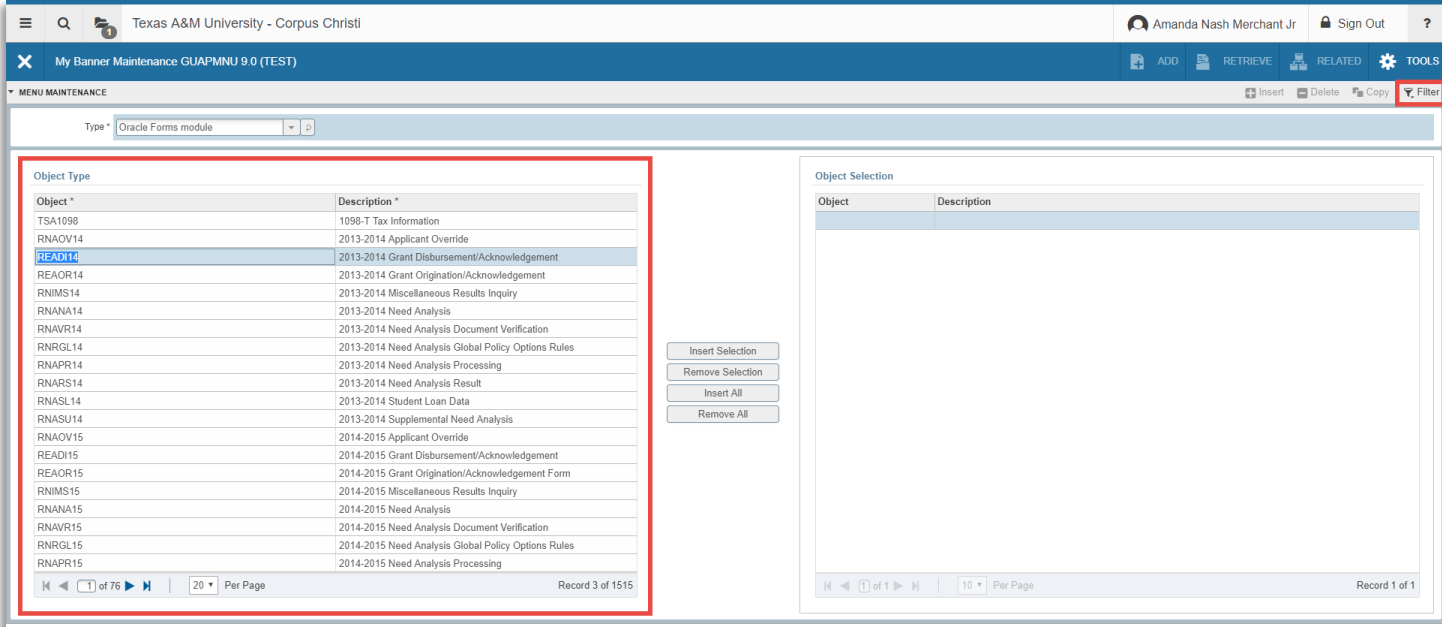 1 Texas A&M University - Corpus Christi Amanda Nash Merchant Jr Sign Out ?
My Banner Maintenance GUAPMNU 9.0 (TEST) ADD RETRIEVE RELATED TOOLS
MENU MAINTENANCE Insert Delete Copy Filter
Type * Oracle Forms module
Object Type
Object * Description *
TSA1098 1098-T Tax Information
RNAOV14 2013-2014 Applicant Override
READI14 2013-2014 Grant Disbursement/Acknowledgement
REAOR14 2013-2014 Grant Origination/Acknowledgement
RNIMS14 2013-2014 Miscellaneous Results Inquiry
RNANA14 2013-2014 Need Analysis
RNAVR14 2013-2014 Need Analysis Document Verification
RNRGL14 2013-2014 Need Analysis Global Policy Options Rules
RNAPR14 2013-2014 Need Analysis Processing
RNARS14 2013-2014 Need Analysis Result
RNASL14 2013-2014 Student Loan Data
RNASU14 2013-2014 Supplemental Need Analysis
RNAOV15 2014-2015 Applicant Override
READI15 2014-2015 Grant Disbursement/Acknowledgement
REAOR15 2014-2015 Grant Origination/Acknowledgement Form
RNIMS15 2014-2015 Miscellaneous Results Inquiry
RNANA15 2014-2015 Need Analysis
RNAVR15 2014-2015 Need Analysis Document Verification
RNRGL15 2014-2015 Need Analysis Global Policy Options Rules
RNAPR15 2014-2015 Need Analysis Processing
1 of 76 20 Per Page Record 3 of 1515
Insert Selection
Remove Selection
Insert All
Remove All
Object Selection
Object Description
1 of 1 10 Per Page Record 1 of 1